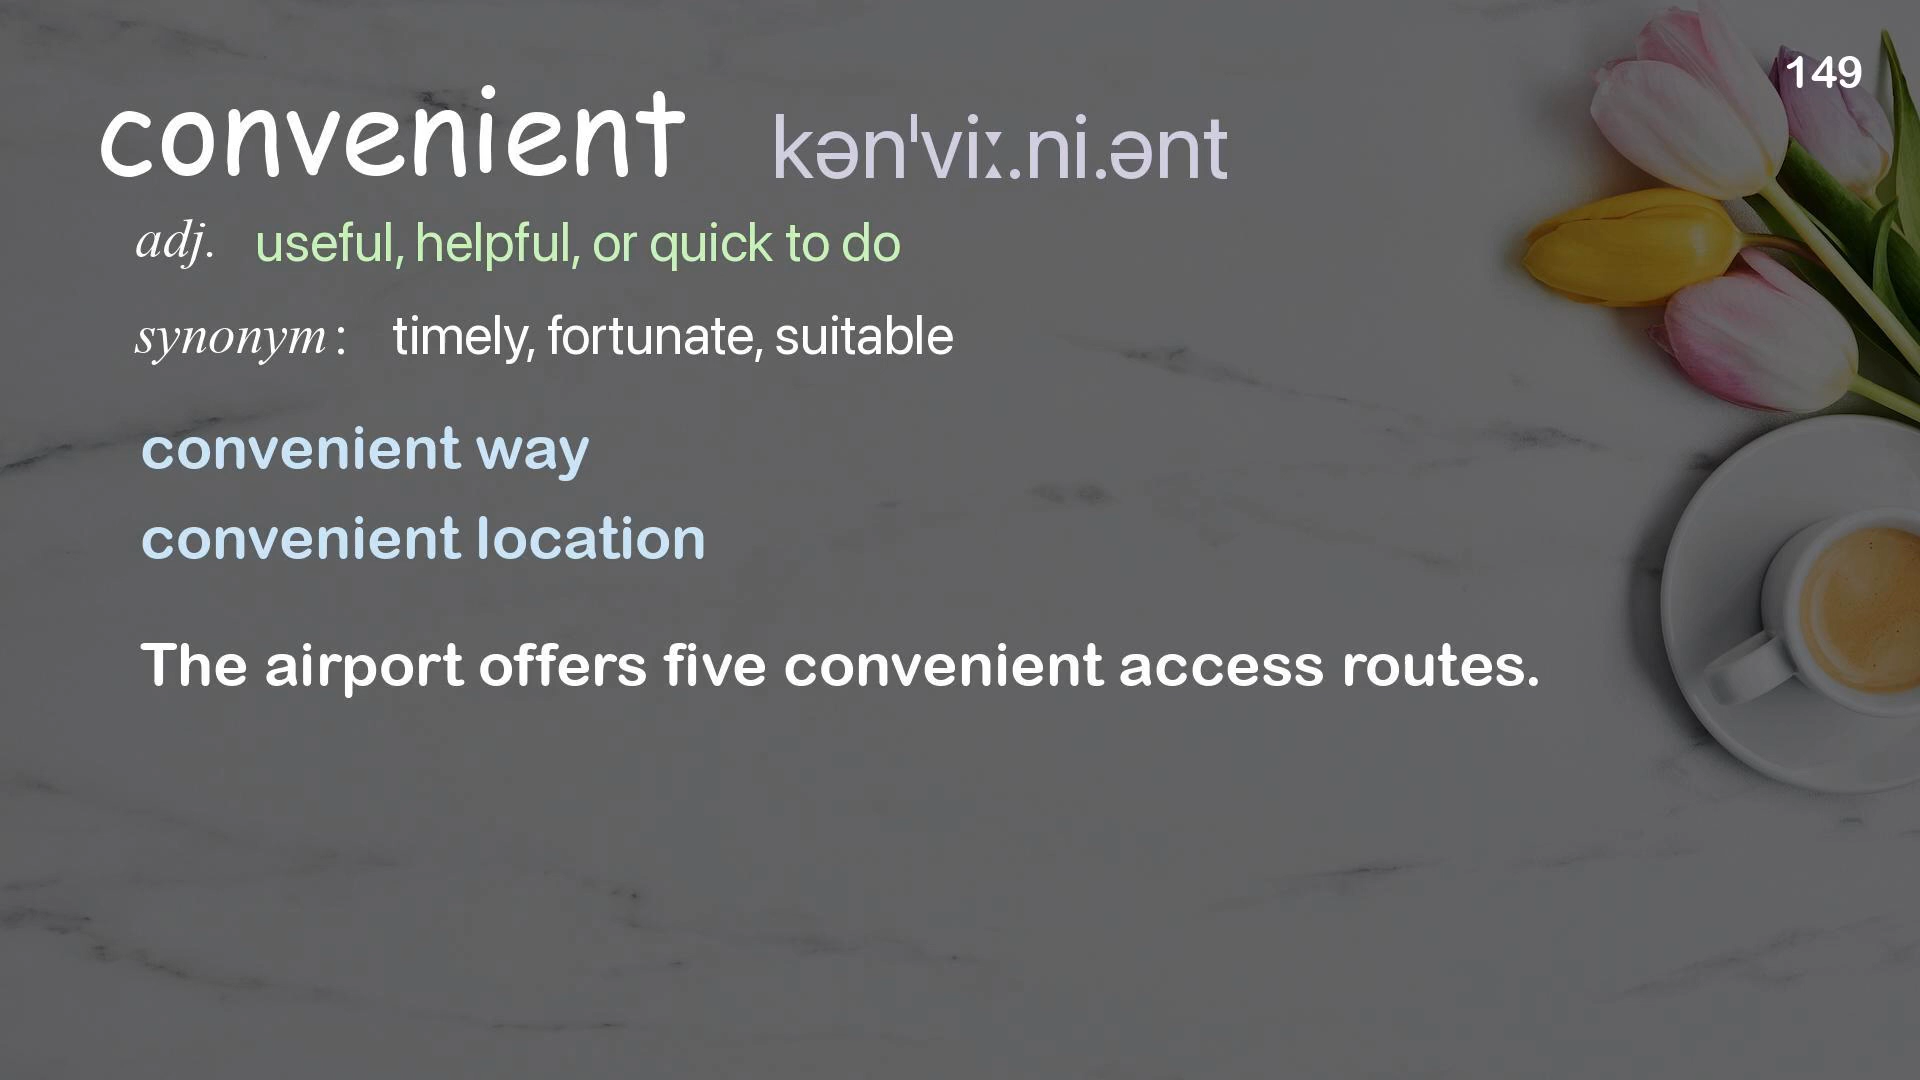 149
convenient kən'viː.ni.ənt
adj. useful, helpful, or quick to do
synonym: timely, fortunate, suitable
convenient way
convenient location
The airport offers five convenient access routes.